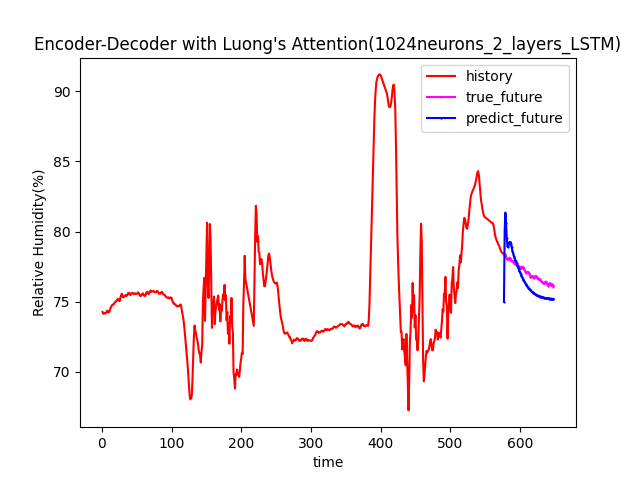 Encoder-Decoder with Luong's Attention(1024neurons_2_layers_LSTM)
history
true_future
predict_future
Relative Humidity(%)
90
85
80
75
70
0 100 200 300 400 500 600
time